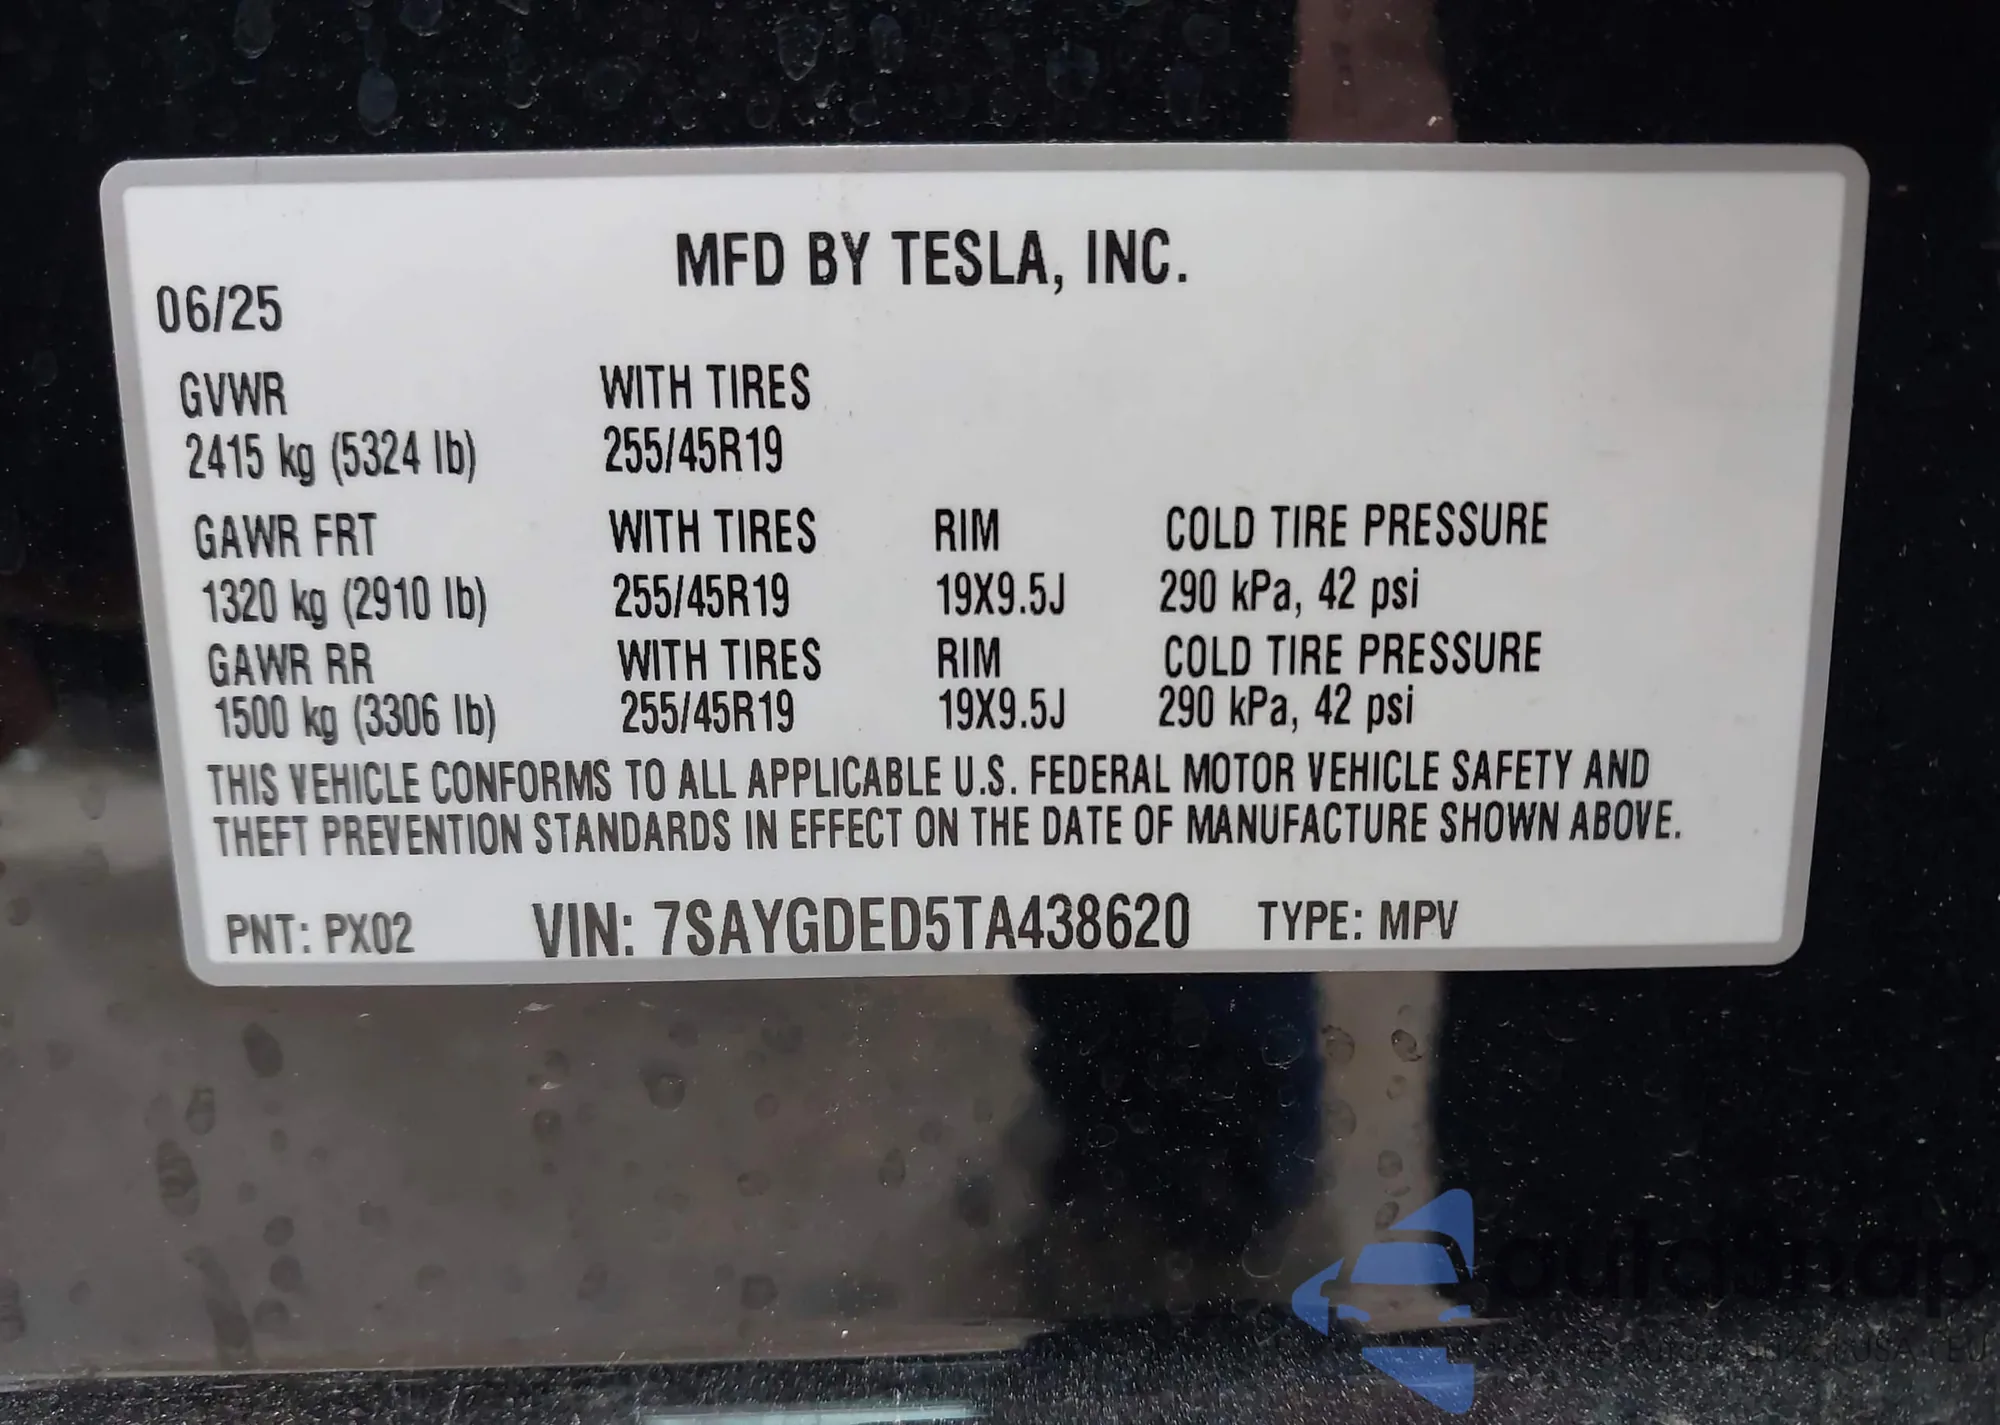 MFD BY TESLA, INC.
06/25
GVWR WITH TIRES
2415 kg (5324 lb) 255/45R19
GAWR FRT WITH TIRES RIM COLD TIRE PRESSURE
1320 kg (2910 lb) 255/45R19 19X9.5J 290 kPa, 42 psi
GAWR RR WITH TIRES RIM COLD TIRE PRESSURE
1500 kg (3306 lb) 255/45R19 19X9.5J 290 kPa, 42 psi
THIS VEHICLE CONFORMS TO ALL APPLICABLE U.S. FEDERAL MOTOR VEHICLE SAFETY AND
THEFT PREVENTION STANDARDS IN EFFECT ON THE DATE OF MANUFACTURE SHOWN ABOVE.
PNT: PX02 VIN: 7SAYGDED5TA438620 TYPE: MPV
autosnap